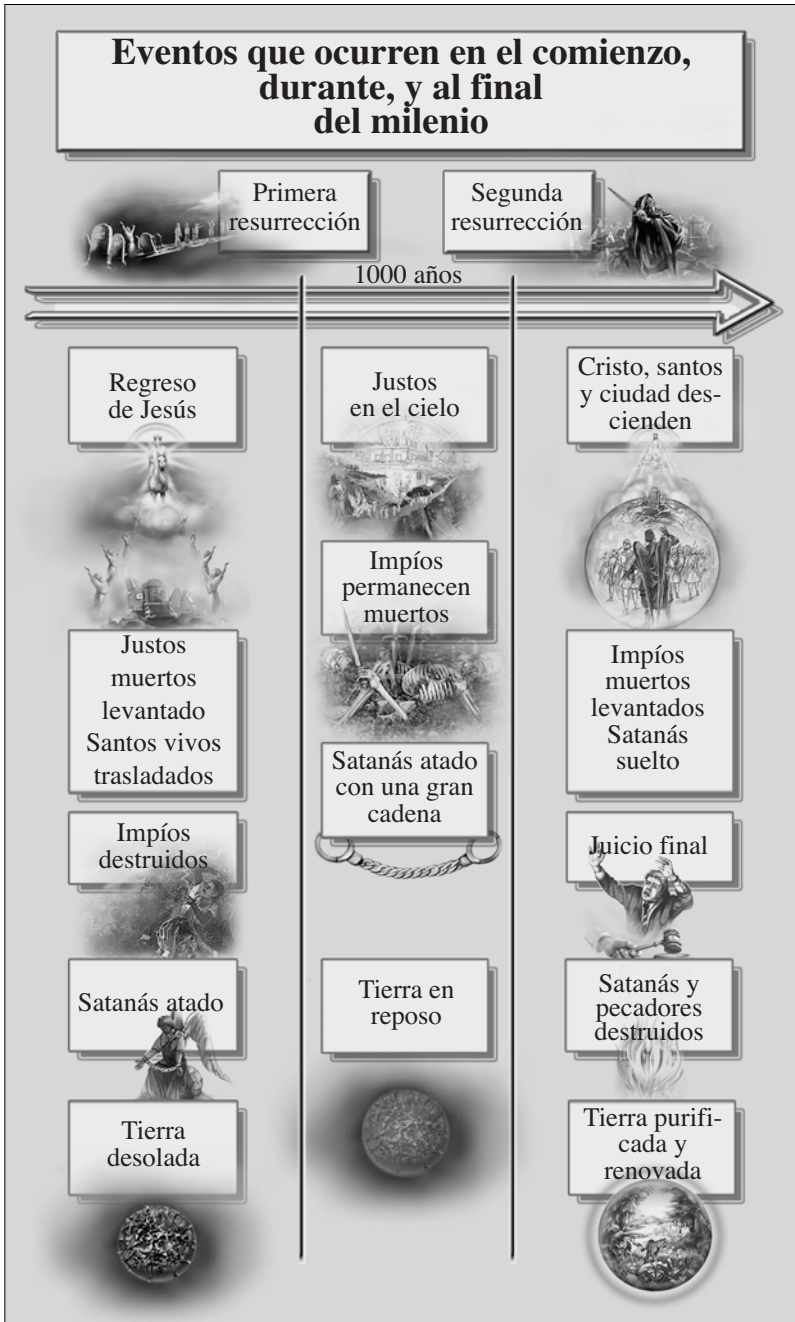 Eventos que ocurren en el comienzo,
durante, y al final
del milenio
Primera
resurrección
Segunda
resurrección
1000 años
Regreso
de Jesús
Justos
muertos
levantado
Santos vivos
trasladados
Impíos
destruidos
Satanás atado
Tierra
desolada
Justos
en el cielo
Impíos
permanecen
muertos
Satanás atado
con una gran
cadena
Tierra en
reposo
Cristo, santos
y ciudad des-
cienden
Impíos
muertos
levantados
Satanás
suelto
Juicio final
Satanás y
pecadores
destruidos
Tierra purifi-
cada y
renovada